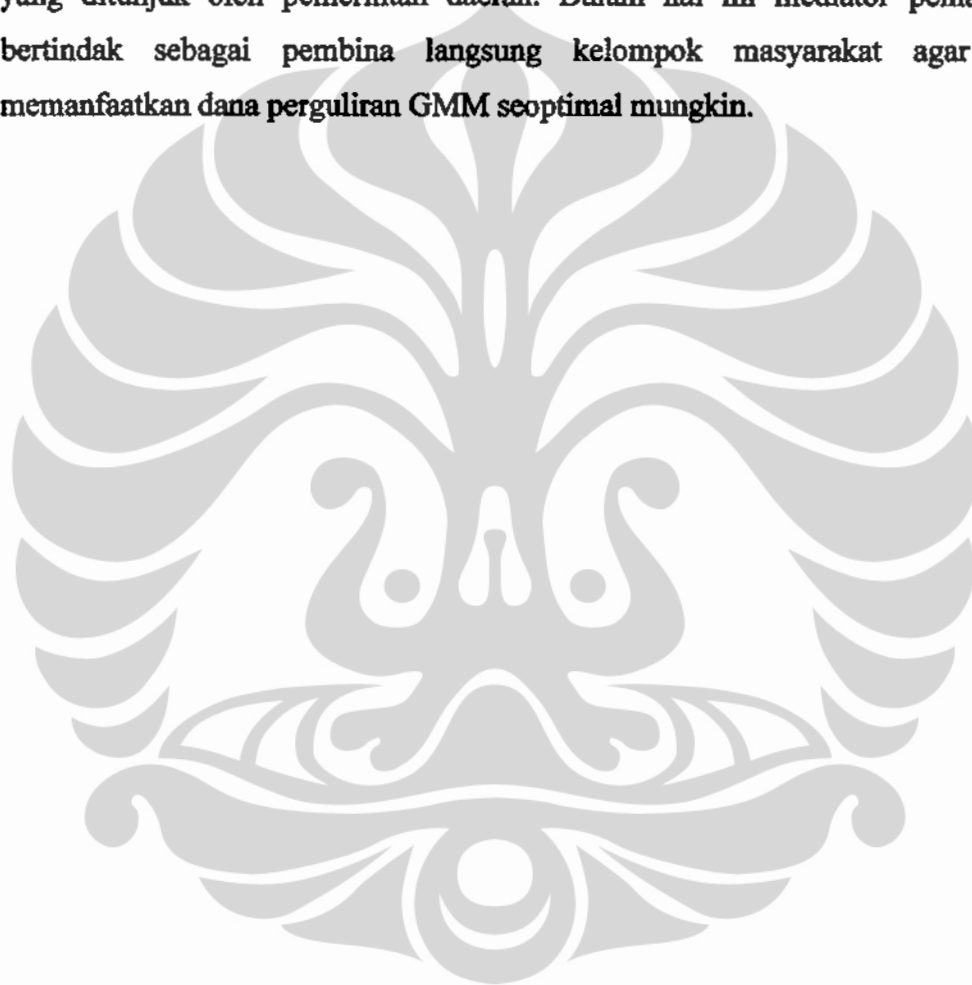 yang ditunjuk oleh pemerintah daerah. Dalam hal ini mediator
bertindak sebagai pembina langsung kelompok masyarakat agar
memanfaatkan dana perguliran GMM seoptimal mungkin.